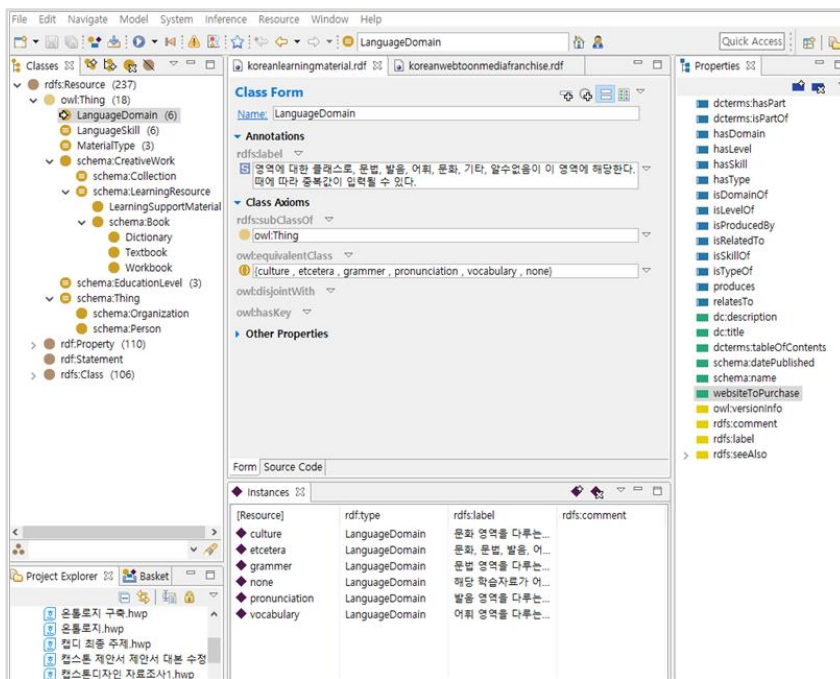 File Edit Navigate Model System Inference Resource Window Help
LanguageDomain
Quick Access
Classes
rdfs:Resource (237)
owl:Thing (18)
LanguageDomain (6)
LanguageSkill (6)
MaterialType (3)
schema:CreativeWork
schema:Collection
schema:LearningResource
LearningSupportMaterial
schema:Book
Dictionary
Textbook
Workbook
schema:EducationLevel (3)
schema:Thing
schema:Organization
schema:Person
rdf:Property (110)
rdf:Statement
rdfs:Class (106)
koreanlearningmaterial.rdf koreanwebtoonmediafranchise.rdf
Class Form
Name: LanguageDomain
Annotations
rdfs:label
영역에 대한 클래스로, 문법, 발음, 어휘, 문화, 기타, 알수없음이 이 영역에 해당한다.
때에 따라 중복값이 입력될 수 있다.
Class Axioms
rdfs:subClassOf
owl:Thing
owl:equivalentClass
{culture , etcetera , grammer , pronunciation , vocabulary , none}
owl:disjointWith
owl:hasKey
Other Properties
Form Source Code
Properties
dcterms:hasPart
dcterms:isPartOf
hasDomain
hasLevel
hasSkill
hasType
isDomainOf
isLevelOf
isProducedBy
isRelatedTo
isSkillOf
isTypeOf
produces
relatesTo
dc:description
dc:title
dcterms:tableOfContents
schema:datePublished
schema:name
websiteToPurchase
owl:versionInfo
rdfs:comment
rdfs:label
rdfs:seeAlso
Instances
[Resource] rdf:type rdfs:label rdfs:comment
culture LanguageDomain 문화 영역을 다루는...
etcetera LanguageDomain 문화, 문법, 발음, 어...
grammer LanguageDomain 문법 영역을 다루는...
none LanguageDomain 해당 학습자료가 어...
pronunciation LanguageDomain 발음 영역을 다루는...
vocabulary LanguageDomain 어휘 영역을 다루는...
Project Explorer Basket
온톨로지 구축.hwp
온톨로지.hwp
캡디 최종 주제.hwp
캡스톤 제안서 제안서 대본 수정
캡스톤디자인 자료조사1.hwp